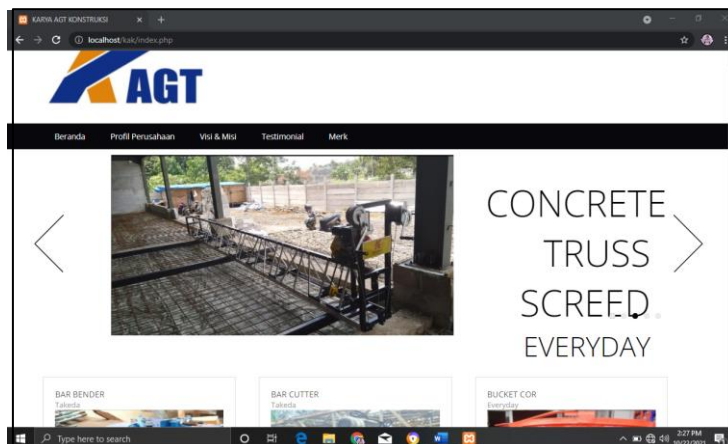 KARYA AGT KONSTRUKSI
localhost/kak/index.php
AGT
Beranda Profil Perusahaan Visi & Misi Testimonial Merk
CONCRETE
TRUSS
SCREED
EVERYDAY
BAR BENDER
Takeda
BAR CUTTER
Takeda
BUCKET COR
Everyday
Type here to search
2:27 PM